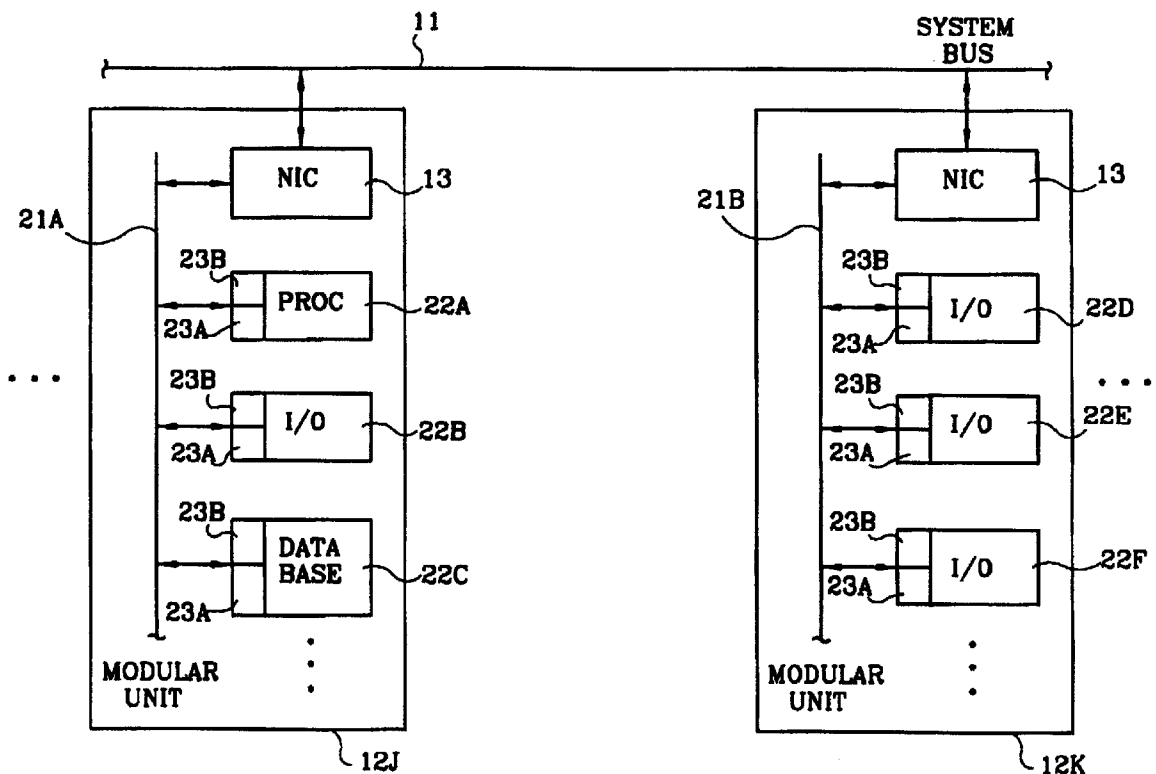 11
SYSTEM
BUS
NIC
13
21A
23B
PROC
22A
23A
23B
I/O
22B
23A
23B
DATA
BASE
22C
23A
MODULAR
UNIT
12J
NIC
13
21B
23B
I/O
22D
23A
23B
I/O
22E
23A
23B
I/O
22F
23A
MODULAR
UNIT
12K